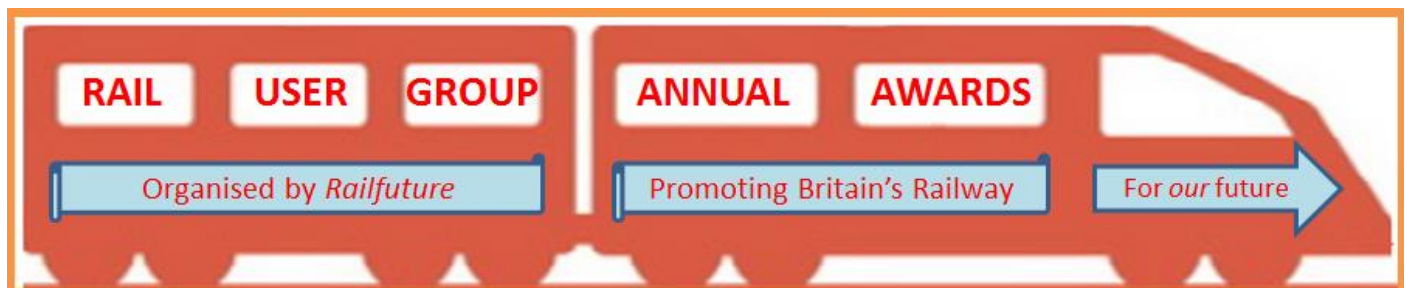 RAIL USER GROUP ANNUAL AWARDS
Organised by Railfuture Promoting Britain's Railway For our future